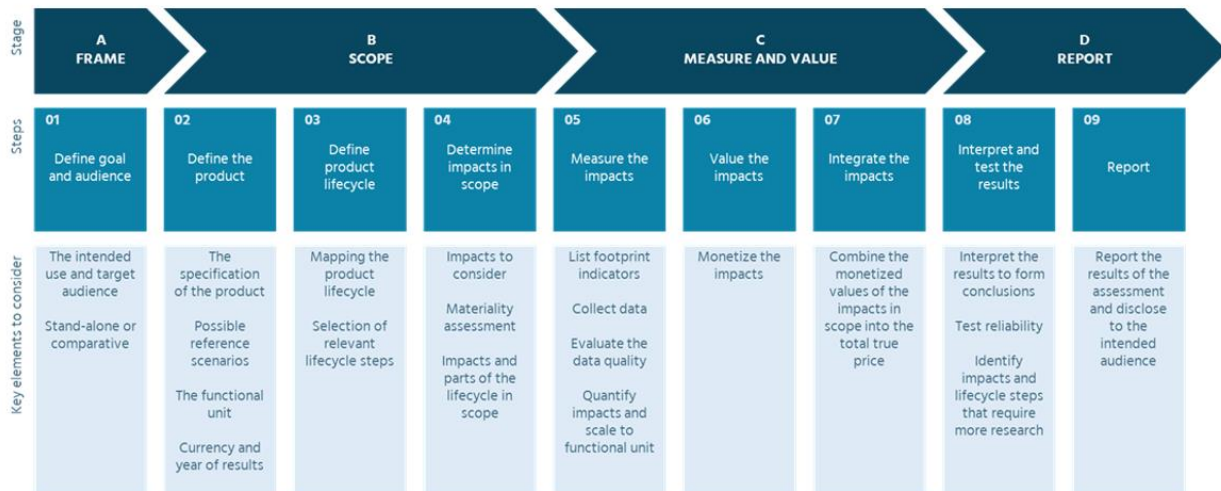 Stage
A
FRAME
B
SCOPE
C
MEASURE AND VALUE
D
REPORT
Steps
01
Define goal
and audience
02
Define the
product
03
Define
product
lifecycle
04
Determine
impacts in
scope
05
Measure the
impacts
06
Value the
impacts
07
Integrate the
impacts
08
Interpret and
test the
results
09
Report
Key elements to consider
The intended
use and target
audience
Stand-alone or
comparative
The
specification
of the product
Possible
reference
scenarios
The functional
unit
Currency and
year of results
Mapping the
product
lifecycle
Selection of
relevant
lifecycle steps
Impacts to
consider
Materiality
assessment
Impacts and
parts of the
lifecycle in
scope
List footprint
indicators
Collect data
Evaluate the
data quality
Quantify
impacts and
scale to
functional unit
Monetize the
impacts
Combine the
monetized
values of the
impacts in
scope into the
total true
price
Interpret the
results to form
conclusions
Test reliability
Identify
impacts and
lifecycle steps
that require
more research
Report the
results of the
assessment
and disclose to
the intended
audience